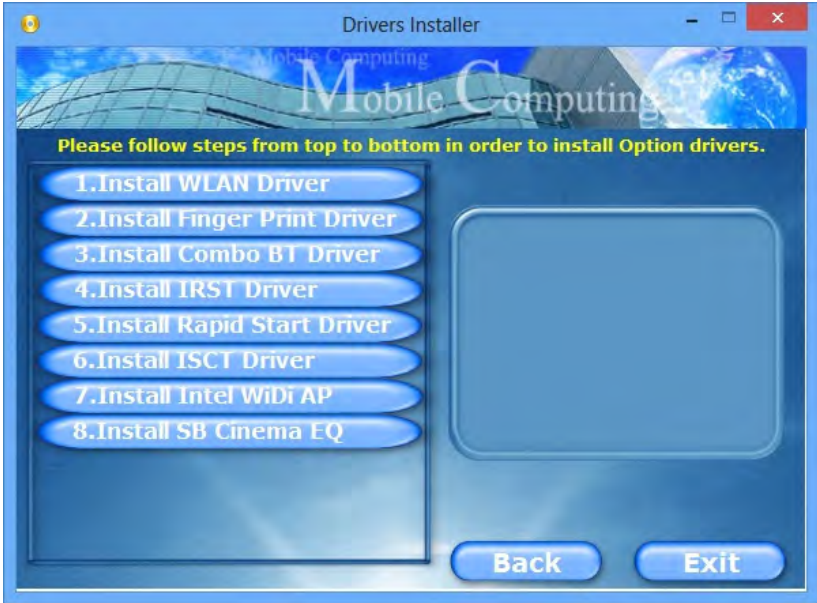 Drivers Installer
Mobile Computing
Mobile Computing
Please follow steps from top to bottom in order to install Option drivers.
1.Install WLAN Driver
2.Install Finger Print Driver
3.Install Combo BT Driver
4.Install IRST Driver
5.Install Rapid Start Driver
6.Install ISCT Driver
7.Install Intel WiDi AP
8.Install SB Cinema EQ
Back
Exit